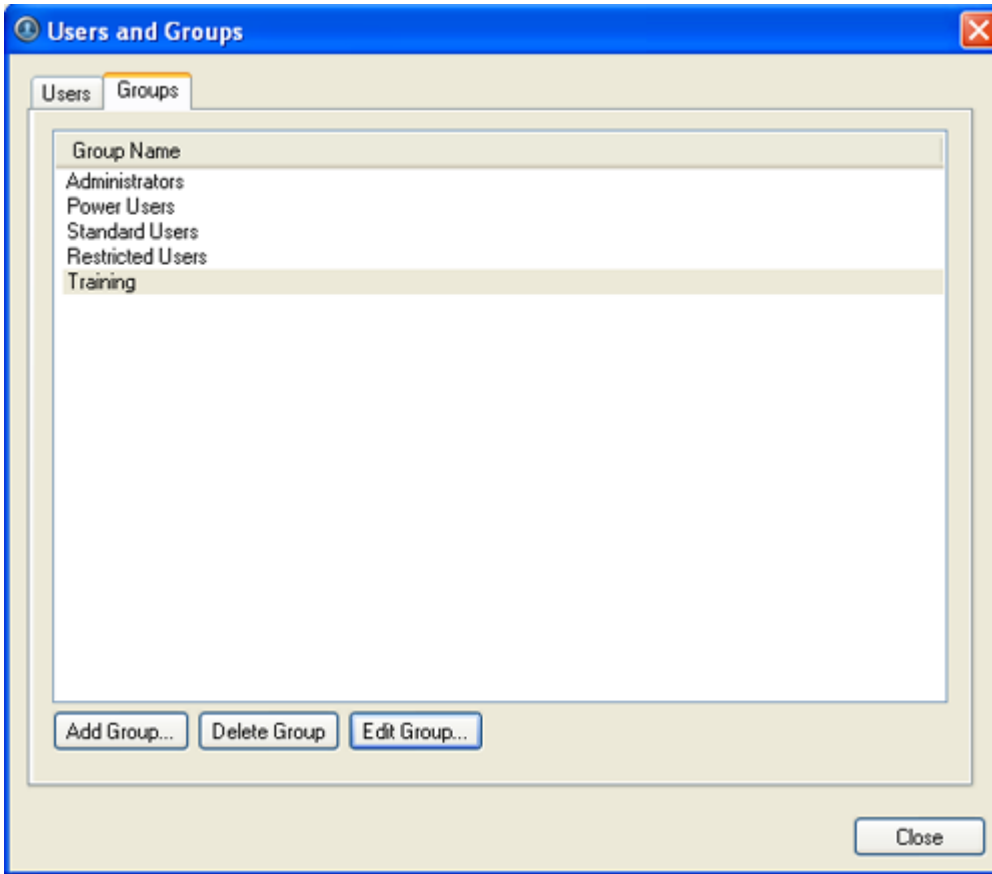 Users and Groups
Users Groups
Group Name
Administrators
Power Users
Standard Users
Restricted Users
Training
Add Group... Delete Group Edit Group...
Close